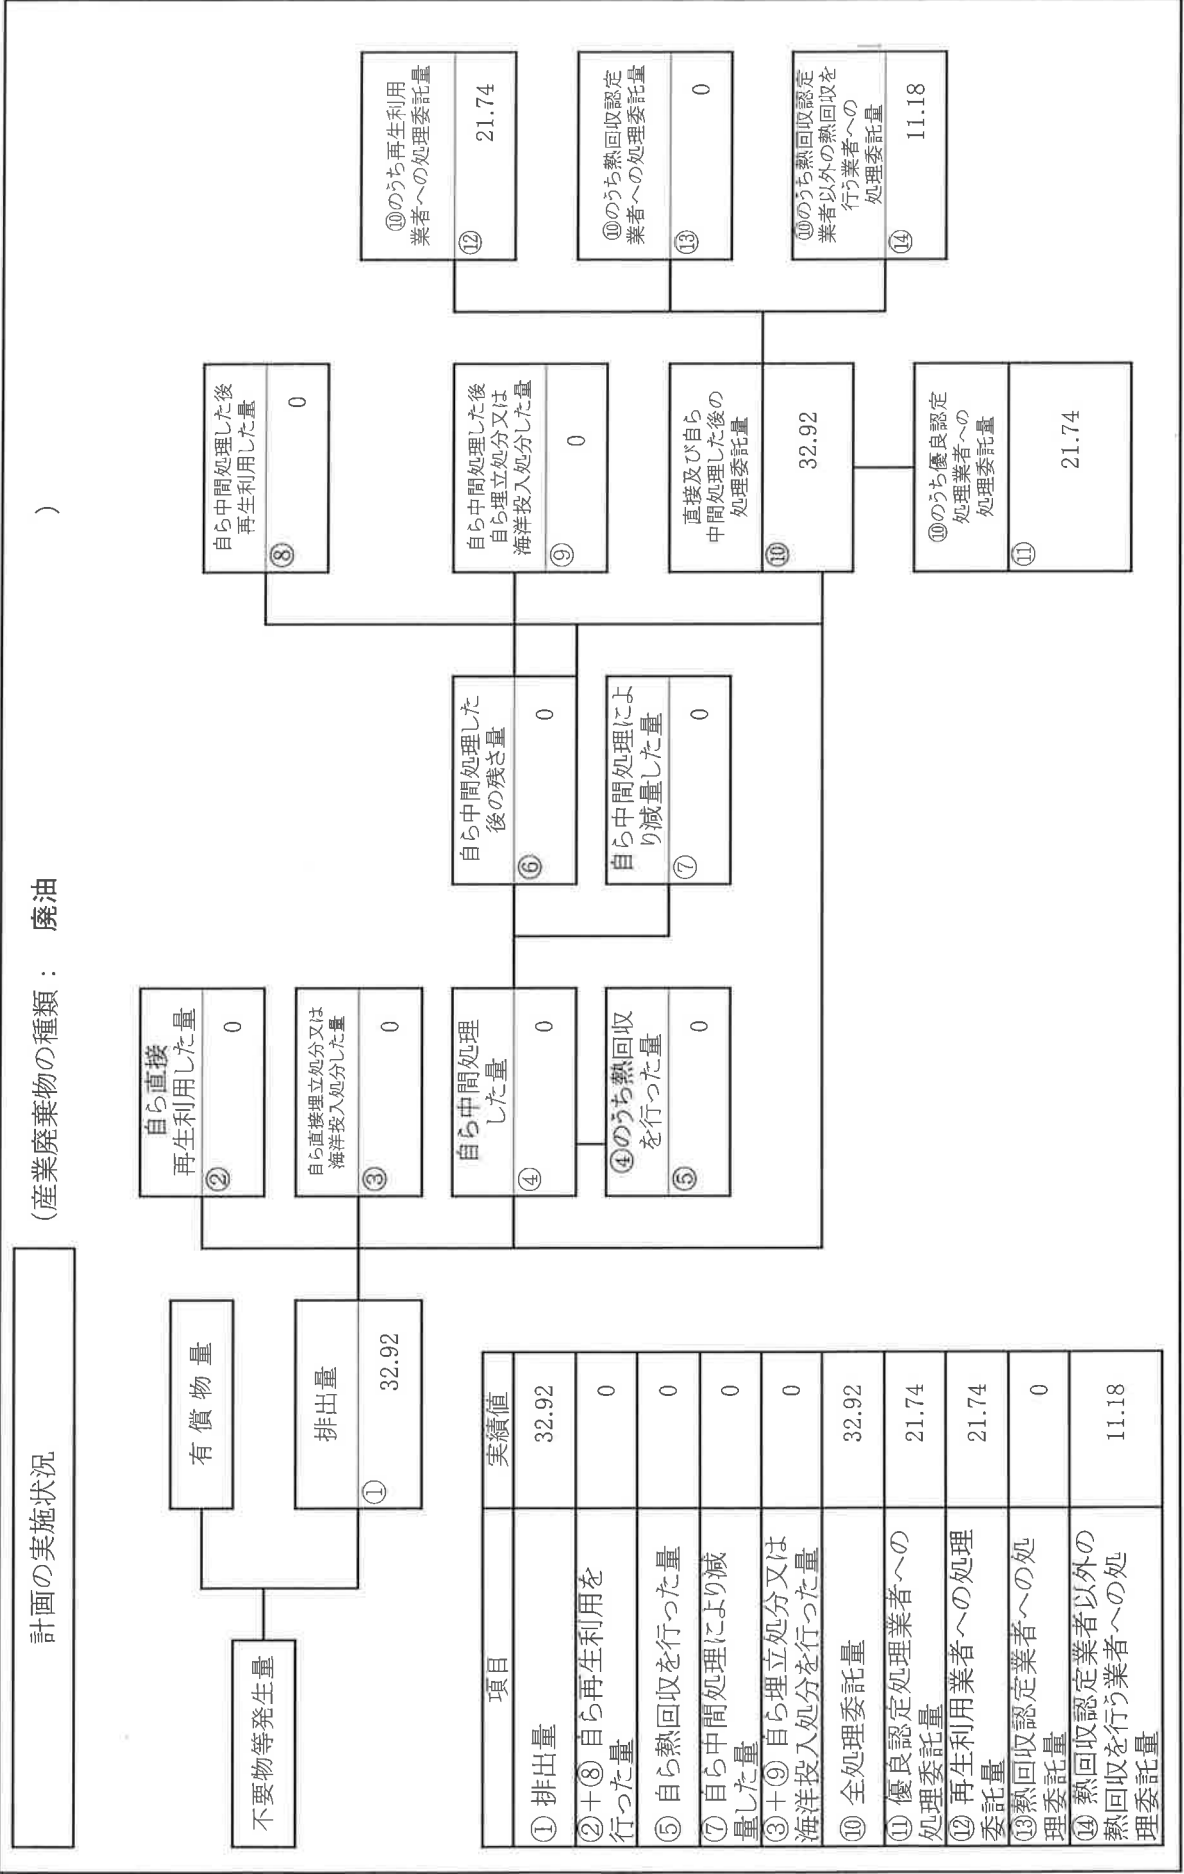 計画の実施状況
(産業廃棄物の種類： 廃油 )
不要物等発生量
有償物量
排出量
①
32.92
自ら直接
再生利用した量
②
0
自ら直接埋立処分又は
海洋投入処分した量
③
0
自ら中間処理
した量
④
0
④のうち熱回収
を行った量
⑤
0
自ら中間処理した
後の残さ量
⑥
0
自ら中間処理によ
り減量した量
⑦
0
自ら中間処理した後
再生利用した量
⑧
0
自ら中間処理した後
自ら埋立処分又は
海洋投入処分した量
⑨
0
直接及び自ら
中間処理した後の
処理委託量
⑩
32.92
⑩のうち優良認定
処理業者への
処理委託量
⑪
21.74
⑩のうち再生利用
業者への処理委託量
⑫
21.74
⑩のうち熱回収認定
業者への処理委託量
⑬
0
⑩のうち熱回収認定
業者以外の熱回収を
行う業者への
処理委託量
⑭
11.18
項目 実績値
① 排出量 32.92
②＋⑧ 自ら再生利用を
行った量 0
⑤ 自ら熱回収を行った量 0
⑦ 自ら中間処理により減
量した量 0
③＋⑨ 自ら埋立処分又は
海洋投入処分を行った量 0
⑩ 全処理委託量 32.92
⑪ 優良認定処理業者への
処理委託量 21.74
⑫ 再生利用業者への処理
委託量 21.74
⑬熱回収認定業者への処
理委託量 0
⑭ 熱回収認定業者以外の
熱回収を行う業者への処
理委託量 11.18